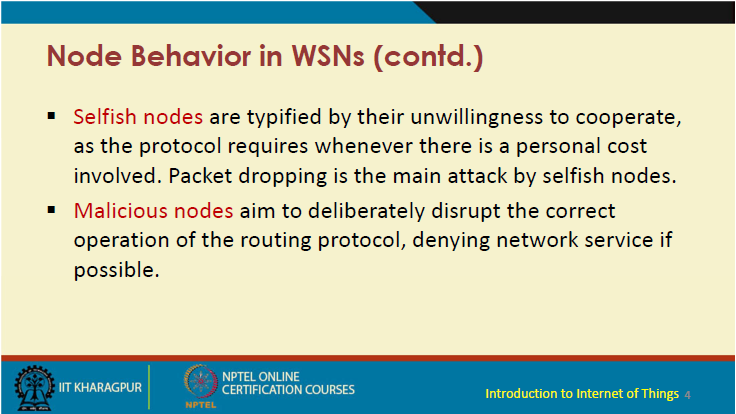 Node Behavior in WSNs (contd.)
▪ Selfish nodes are typified by their unwillingness to cooperate,
as the protocol requires whenever there is a personal cost
involved. Packet dropping is the main attack by selfish nodes.
▪ Malicious nodes aim to deliberately disrupt the correct
operation of the routing protocol, denying network service if
possible.
IIT KHARAGPUR
NPTEL
NPTEL ONLINE
CERTIFICATION COURSES
Introduction to Internet of Things 4